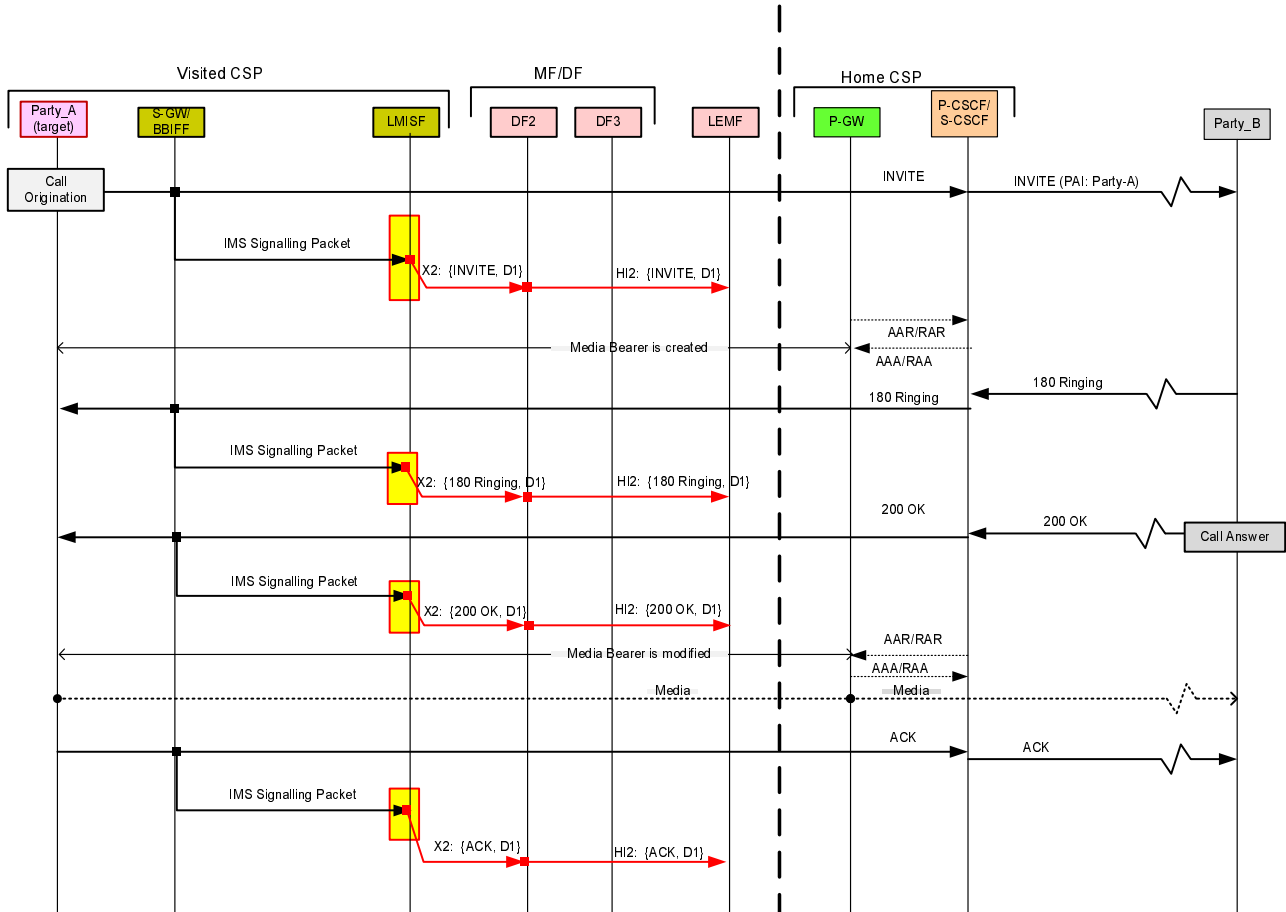 Visited CSP
MF/DF
Home CSP
Party_A
(target)
S-GW/
BBIFF
LMISF
DF2
DF3
LEMF
P-GW
P-CSCF/
S-CSCF
Party_B
Call
Origination
INVITE
INVITE (PAI: Party-A)
IMS Signalling Packet
X2: {INVITE, D1}
HI2: {INVITE, D1}
AAR/RAR
Media Bearer is created
AAA/RAA
180 Ringing
180 Ringing
IMS Signalling Packet
X2: {180 Ringing, D1}
HI2: {180 Ringing, D1}
200 OK
200 OK
Call Answer
IMS Signalling Packet
X2: {200 OK, D1}
HI2: {200 OK, D1}
AAR/RAR
Media Bearer is modified
AAA/RAA
Media
Media
ACK
ACK
IMS Signalling Packet
X2: {ACK, D1}
HI2: {ACK, D1}